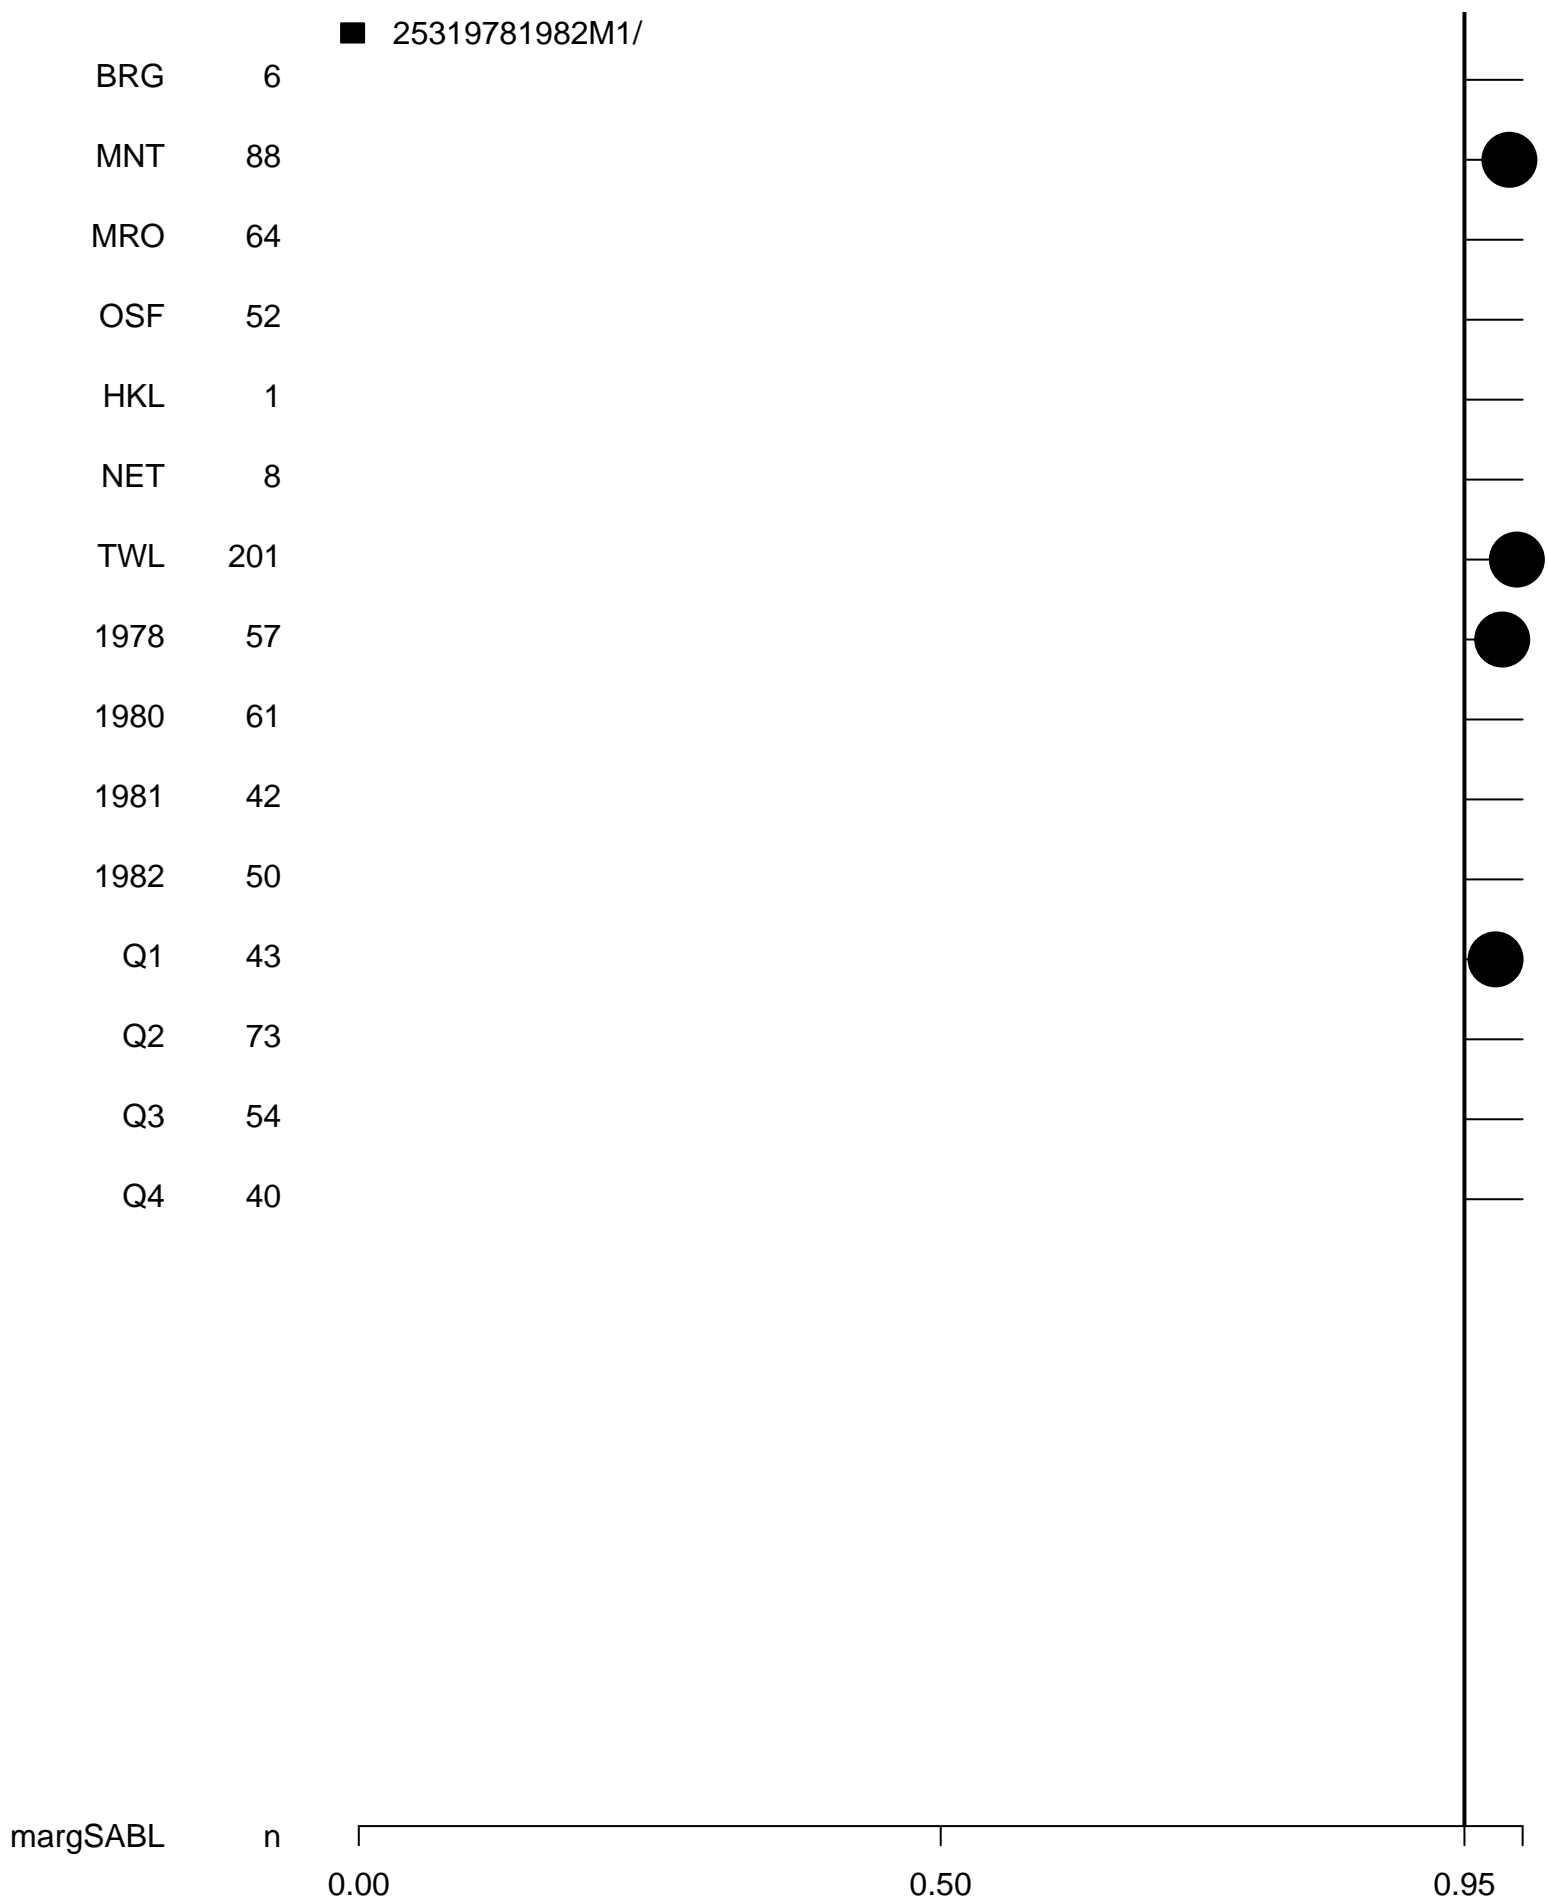 25319781982M1/
BRG 6
MNT 88
MRO 64
OSF 52
HKL 1
NET 8
TWL 201
1978 57
1980 61
1981 42
1982 50
Q1 43
Q2 73
Q3 54
Q4 40
margSABL n
0.00 0.50 0.95